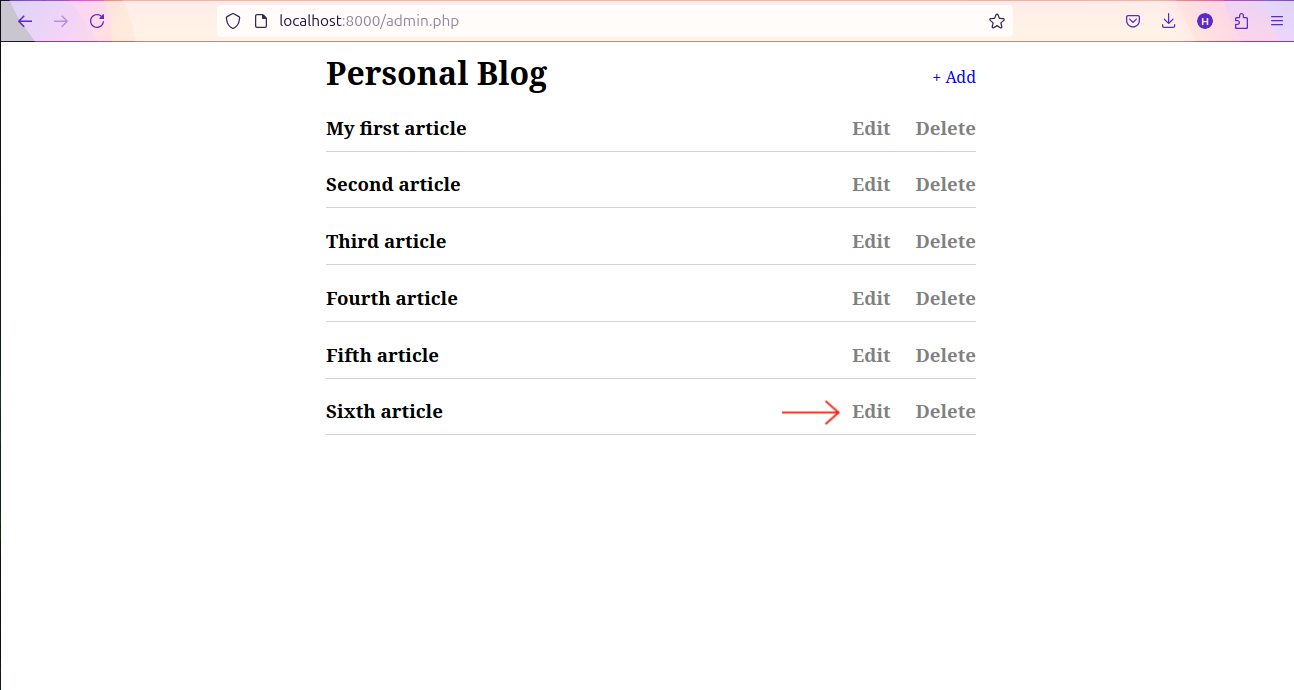 localhost:8000/admin.php
H
Personal Blog
+ Add
My first article Edit Delete
Second article Edit Delete
Third article Edit Delete
Fourth article Edit Delete
Fifth article Edit Delete
Sixth article Edit Delete